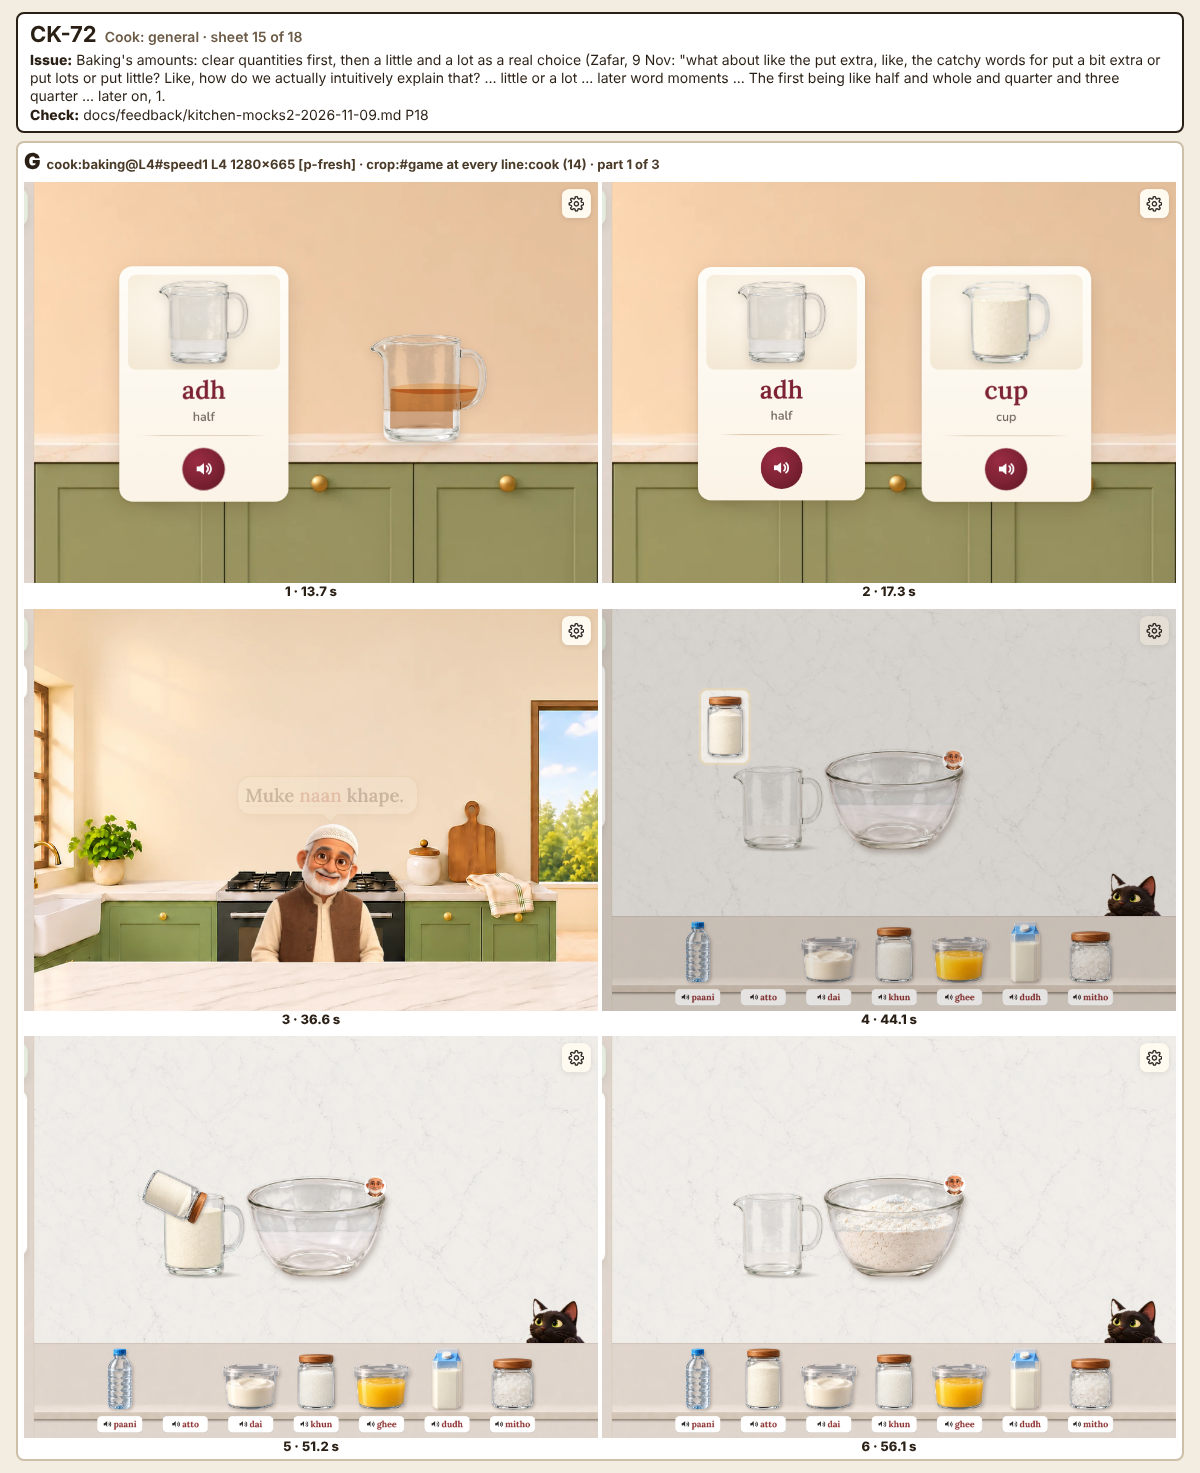 CK-72 Cook: general · sheet 15 of 18
Issue: Baking's amounts: clear quantities first, then a little and a lot as a real choice (Zafar, 9 Nov: "what about like the put extra, like, the catchy words for put a bit extra or
put lots or put little? Like, how do we actually intuitively explain that? ... little or a lot ... later word moments ... The first being like half and whole and quarter and three
quarter ... later on, 1.
Check: docs/feedback/kitchen-mocks2-2026-11-09.md P18
G cook:baking@L4#speed1 L4 1280×665 [p-fresh] · crop:#game at every line:cook (14) · part 1 of 3
adh
half
1 · 13.7 s
adh
half
cup
cup
2 · 17.3 s
Muke naan khape.
3 · 36.6 s
paani atto dai khun ghee dudh mitho
4 · 44.1 s
paani atto dai khun ghee dudh mitho
5 · 51.2 s
paani atto dai khun ghee dudh mitho
6 · 56.1 s